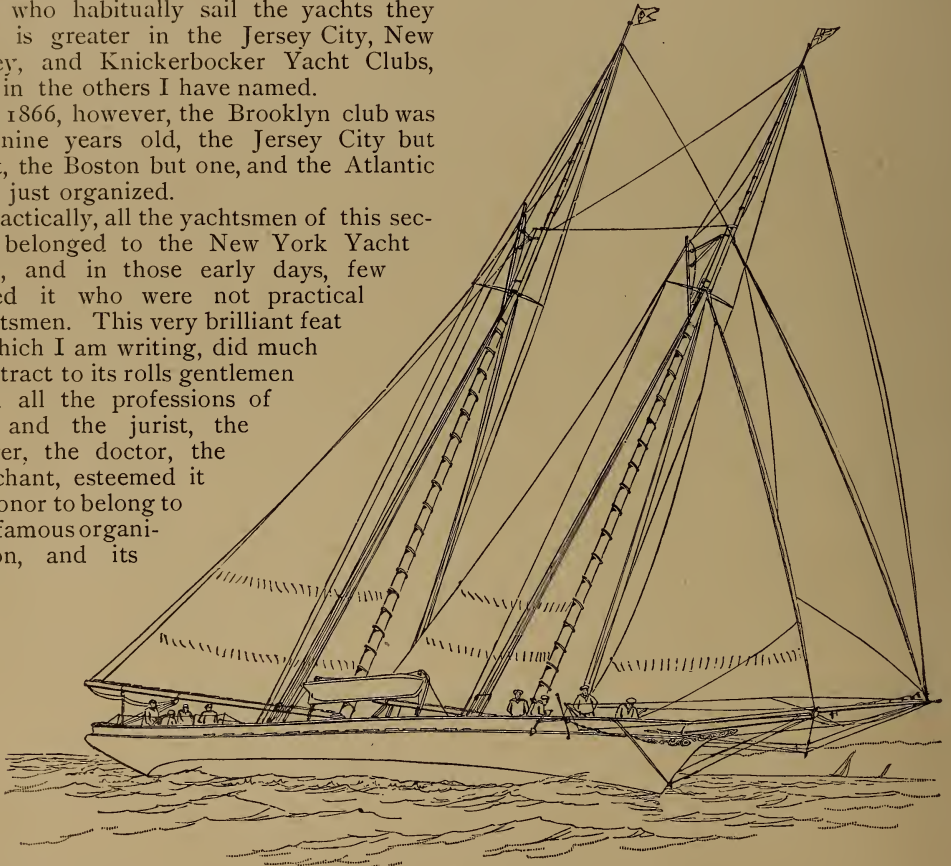 who habitually sail the yachts they
is greater in the Jersey City, New
ey, and Knickerbocker Yacht Clubs,
in the others I have named.
1866, however, the Brooklyn club was
nine years old, the Jersey City but
, the Boston but one, and the Atlantic
just organized.
actically, all the yachtsmen of this sec-
belonged to the New York Yacht
, and in those early days, few
ed it who were not practical
tsmen. This very brilliant feat
hich I am writing, did much
tract to its rolls gentlemen
all the professions of
and the jurist, the
er, the doctor, the
chant, esteemed it
onor to belong to
famous organi-
on, and its